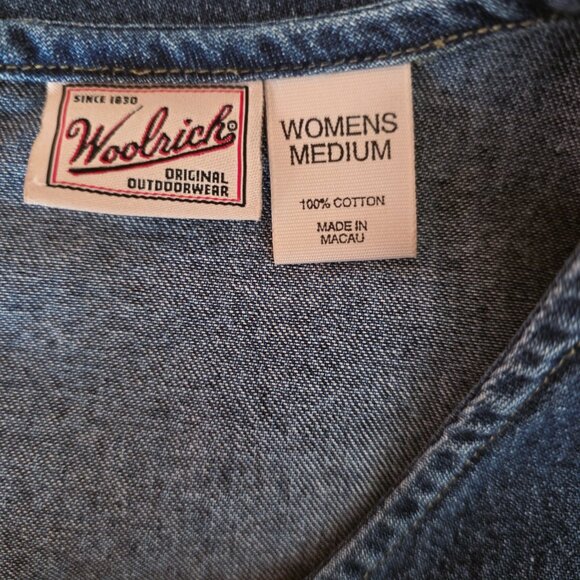 SINCE 1830
Woolrich®
ORIGINAL
OUTDOORWEAR
WOMENS
MEDIUM
100% COTTON
MADE IN
MACAU